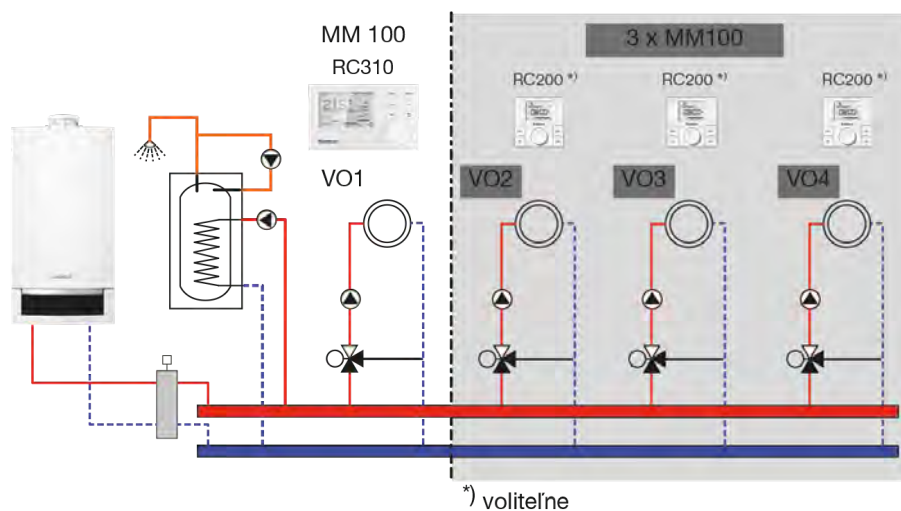 MM 100
RC310
3 x MM100
RC200 *)
RC200 *)
RC200 *)
VO1
VO2
VO3
VO4
*) voliteľne